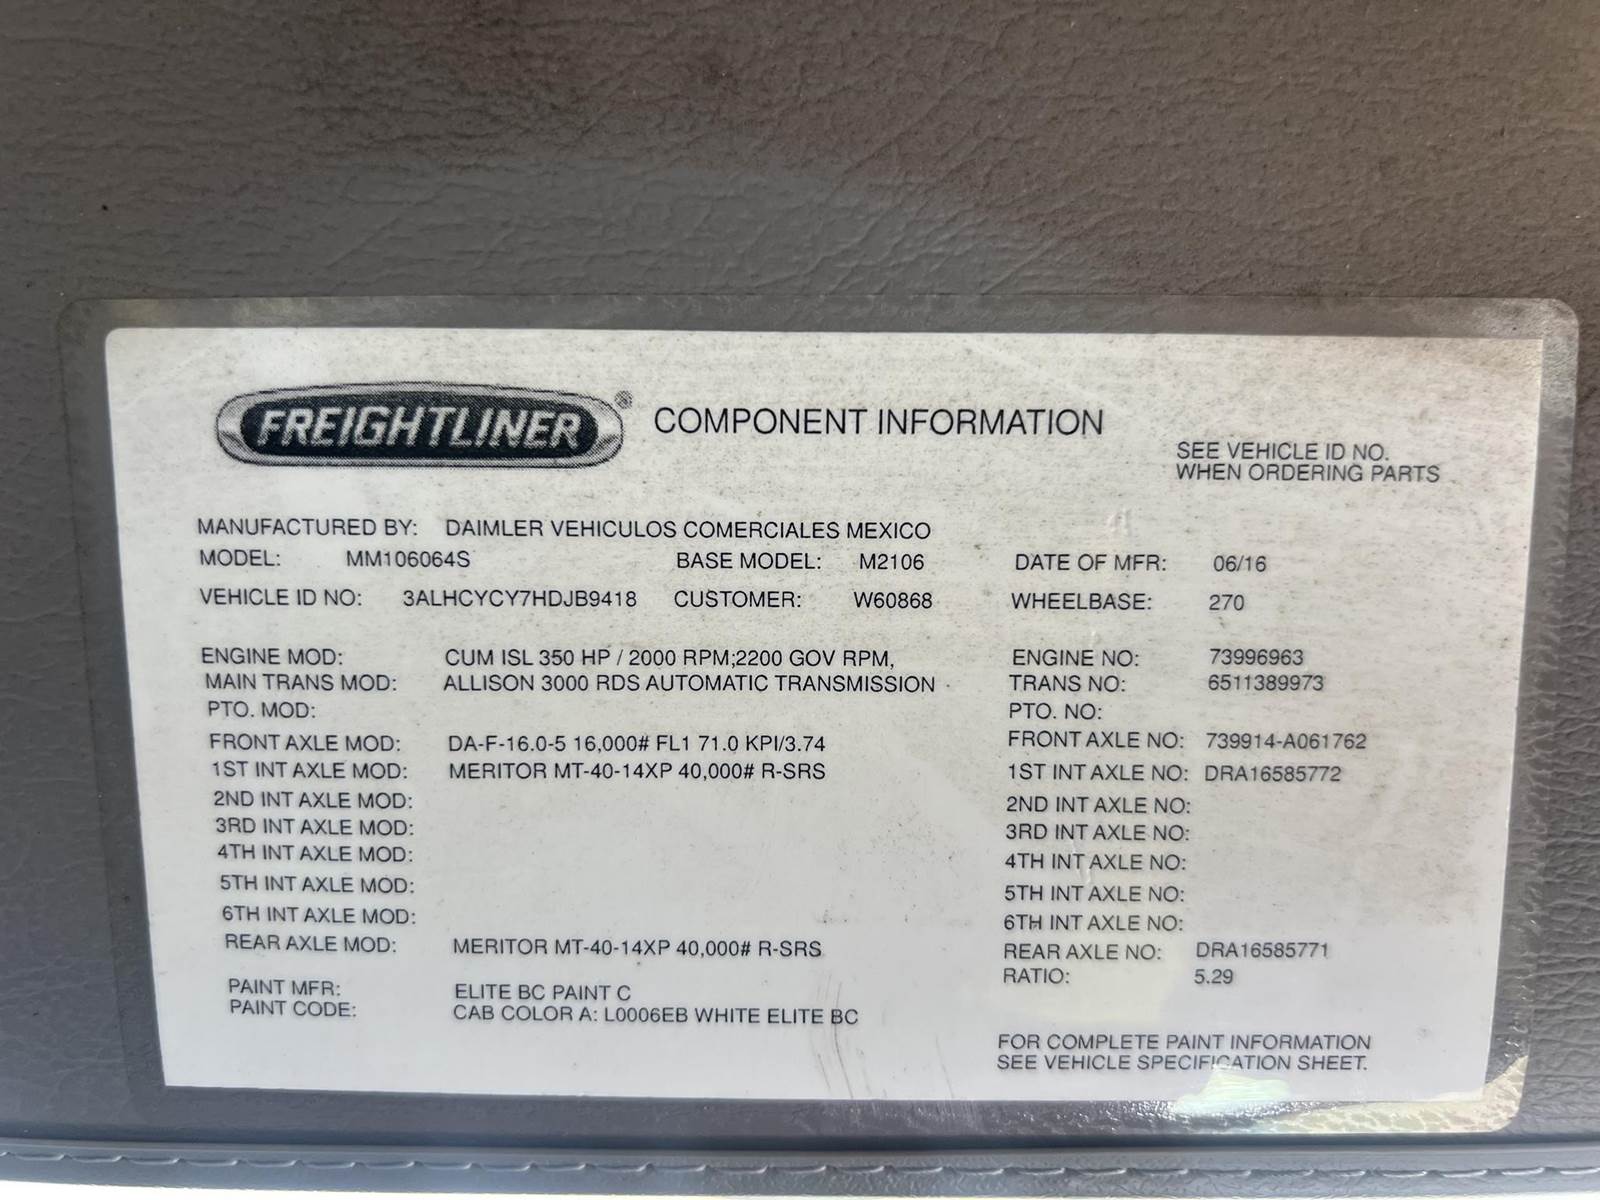 FREIGHTLINER® COMPONENT INFORMATION
SEE VEHICLE ID NO.
WHEN ORDERING PARTS
MANUFACTURED BY: DAIMLER VEHICULOS COMERCIALES MEXICO
MODEL: MM106064S BASE MODEL: M2106 DATE OF MFR: 06/16
VEHICLE ID NO: 3ALHCYCY7HDJB9418 CUSTOMER: W60868 WHEELBASE: 270
ENGINE MOD: CUM ISL 350 HP / 2000 RPM;2200 GOV RPM, ENGINE NO: 73996963
MAIN TRANS MOD: ALLISON 3000 RDS AUTOMATIC TRANSMISSION TRANS NO: 6511389973
PTO. MOD: PTO. NO:
FRONT AXLE MOD: DA-F-16.0-5 16,000# FL1 71.0 KPI/3.74 FRONT AXLE NO: 739914-A061762
1ST INT AXLE MOD: MERITOR MT-40-14XP 40,000# R-SRS 1ST INT AXLE NO: DRA16585772
2ND INT AXLE MOD: 2ND INT AXLE NO:
3RD INT AXLE MOD: 3RD INT AXLE NO:
4TH INT AXLE MOD: 4TH INT AXLE NO:
5TH INT AXLE MOD: 5TH INT AXLE NO:
6TH INT AXLE MOD: 6TH INT AXLE NO:
REAR AXLE MOD: MERITOR MT-40-14XP 40,000# R-SRS REAR AXLE NO: DRA16585771
RATIO: 5.29
PAINT MFR: ELITE BC PAINT C
PAINT CODE: CAB COLOR A: L0006EB WHITE ELITE BC
FOR COMPLETE PAINT INFORMATION
SEE VEHICLE SPECIFICATION SHEET.